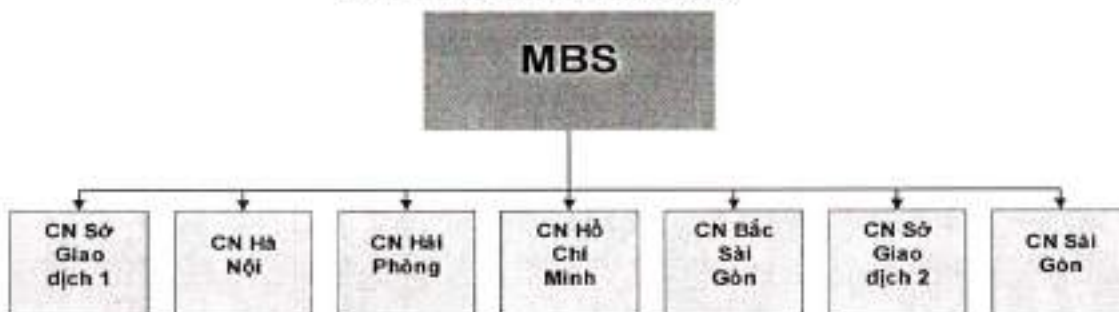 MBS
CN Sở
Giao
dịch 1
CN Hà
Nội
CN Hải
Phòng
CN Hồ
Chí
Minh
CN Bắc
Sài
Gòn
CN Sở
Giao
dịch 2
CN Sài
Gòn